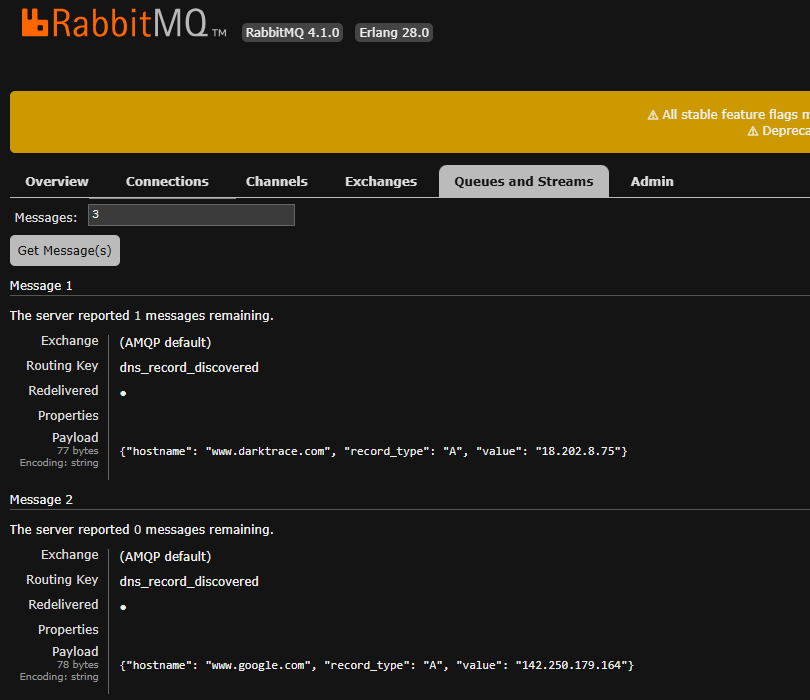 RabbitMQ TM RabbitMQ 4.1.0 Erlang 28.0
⚠ All stable feature flags m
⚠ Depreca
Overview Connections Channels Exchanges Queues and Streams Admin
Messages: 3
Get Message(s)
Message 1
The server reported 1 messages remaining.
Exchange (AMQP default)
Routing Key dns_record_discovered
Redelivered ●
Properties
Payload
77 bytes
Encoding: string
{"hostname": "www.darktrace.com", "record_type": "A", "value": "18.202.8.75"}
Message 2
The server reported 0 messages remaining.
Exchange (AMQP default)
Routing Key dns_record_discovered
Redelivered ●
Properties
Payload
78 bytes
Encoding: string
{"hostname": "www.google.com", "record_type": "A", "value": "142.250.179.164"}